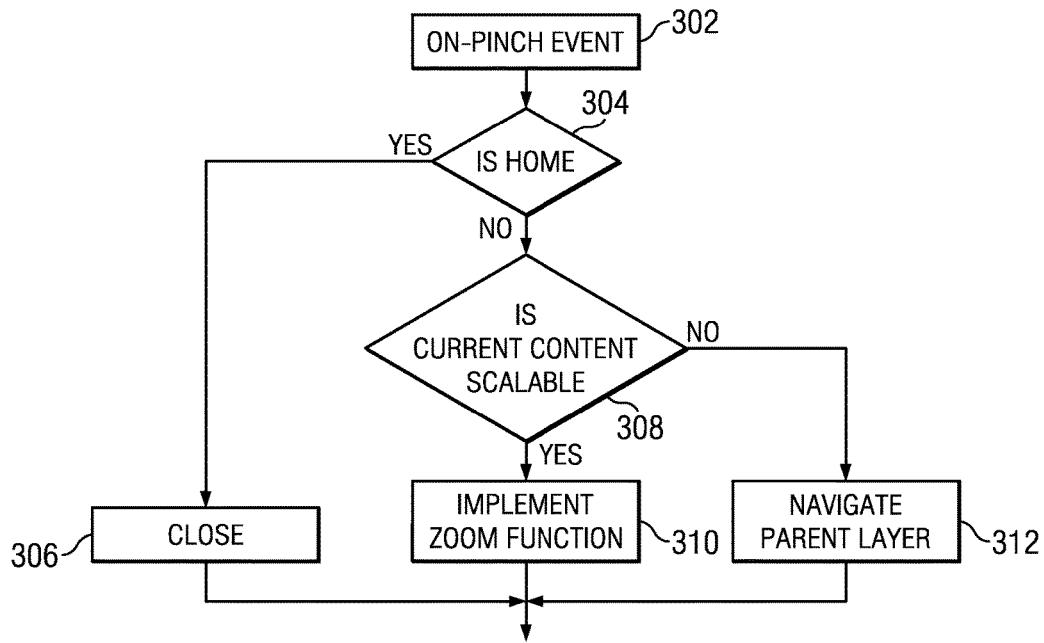 ON-PINCH EVENT
302
304
YES
IS HOME
NO
IS
CURRENT CONTENT
SCALABLE
NO
308
YES
306
CLOSE
IMPLEMENT
ZOOM FUNCTION
310
NAVIGATE
PARENT LAYER
312